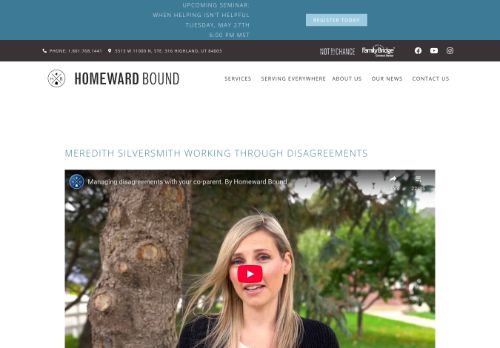 UPCOMING SEMINAR:
WHEN HELPING ISN'T HELPFUL
TUESDAY, MAY 27TH
6:00 PM MST
REGISTER TODAY
PHONE: 1.801.768.1441
5513 W 11000 N, STE. 316 HIGHLAND, UT 84003
NOT BY CHANCE
FamilyBridge
HOMEWARD BOUND
SERVICES
SERVING EVERYWHERE
ABOUT US
OUR NEWS
CONTACT US
MEREDITH SILVERSMITH WORKING THROUGH DISAGREEMENTS
Managing disagreements with your co-parent. By Homeward Bound